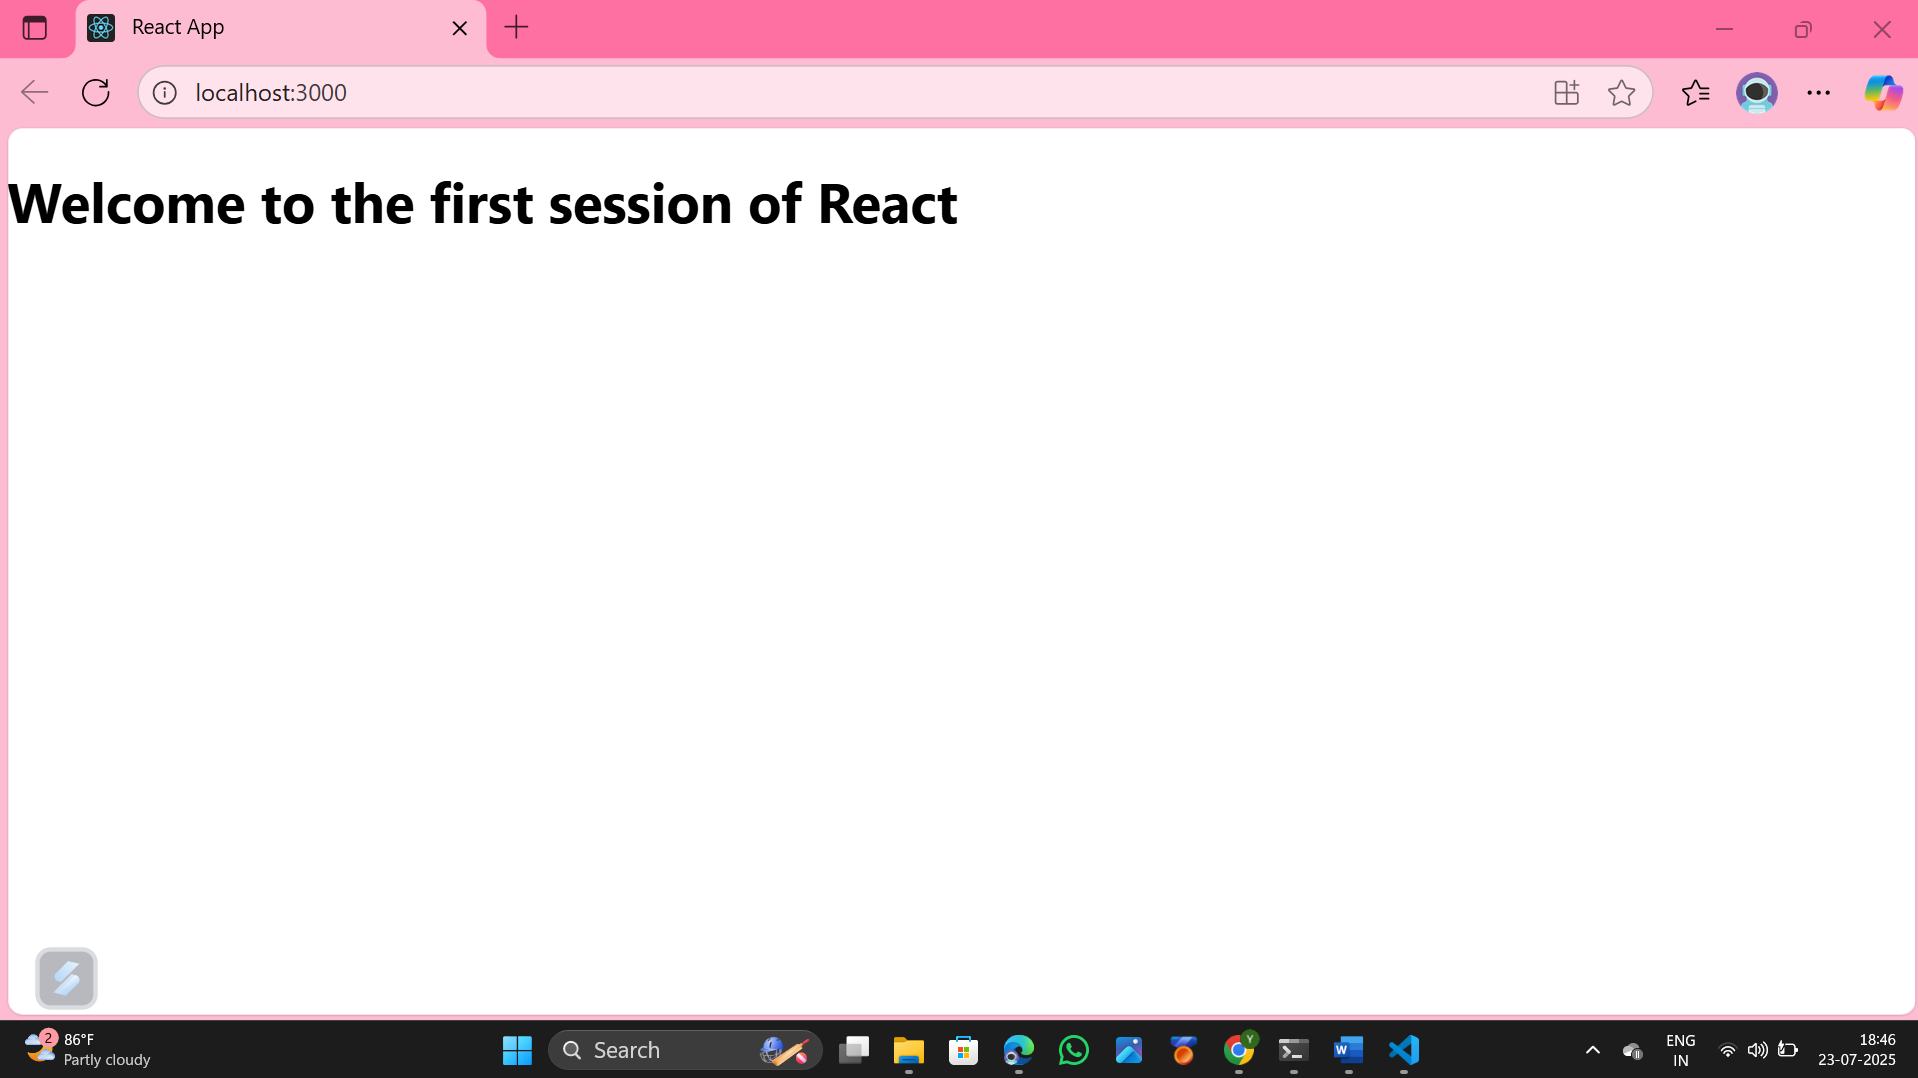 React App
localhost:3000
Welcome to the first session of React
2
86°F
Partly cloudy
Search
Y
W
ENG
IN
18:46
23-07-2025